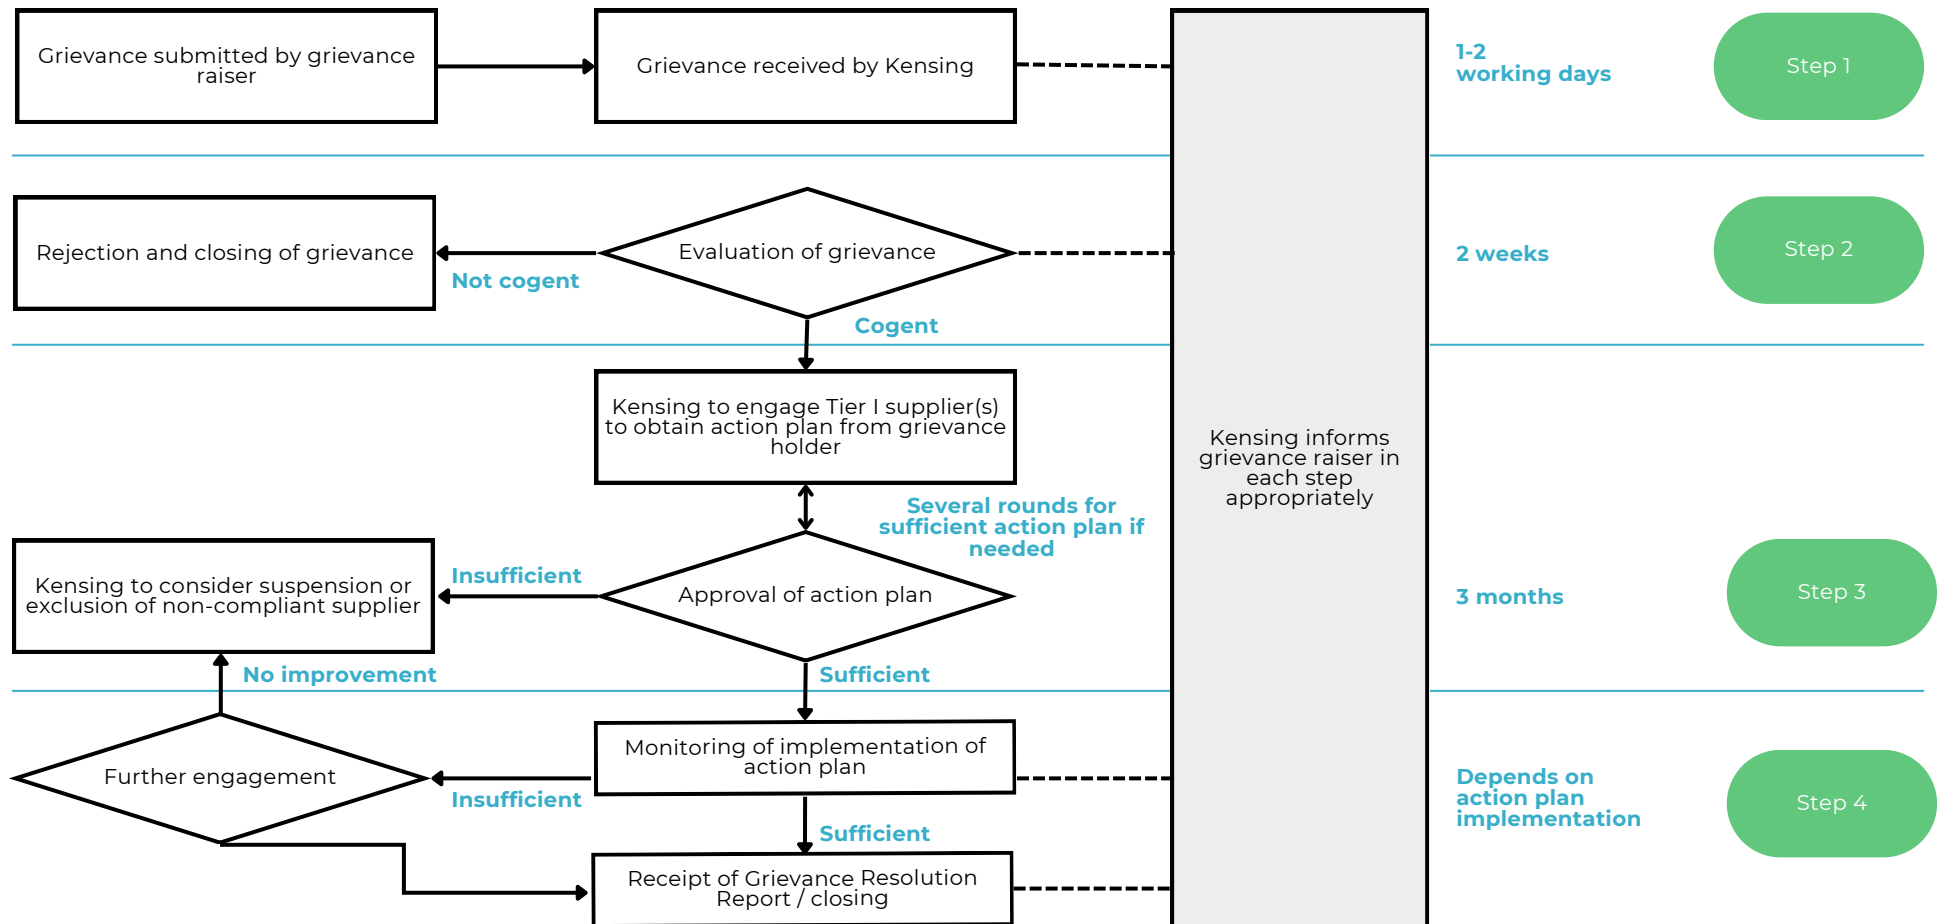 Grievance submitted by grievance
raiser
Grievance received by Kensing
1-2
working days
Step 1
Rejection and closing of grievance
Not cogent
Evaluation of grievance
Cogent
2 weeks
Step 2
Kensing to engage Tier I supplier(s)
to obtain action plan from grievance
holder
Several rounds for
sufficient action plan if
needed
Kensing informs
grievance raiser in
each step
appropriately
Kensing to consider suspension or
exclusion of non-compliant supplier
Insufficient
Approval of action plan
3 months
Step 3
No improvement
Sufficient
Further engagement
Insufficient
Monitoring of implementation of
action plan
Sufficient
Depends on
action plan
implementation
Step 4
Receipt of Grievance Resolution
Report / closing